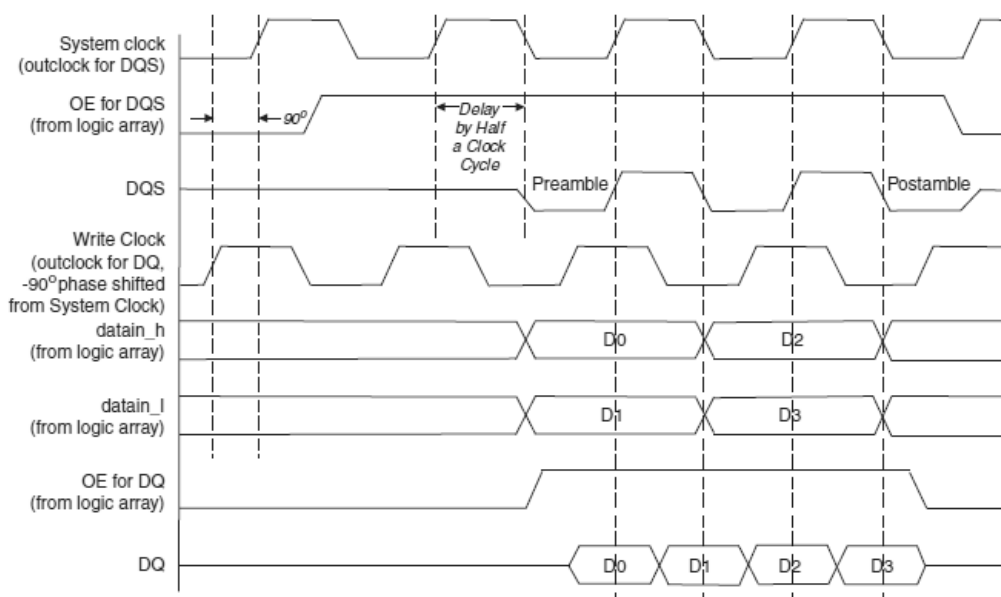 System clock
(outclock for DQS)
OE for DQS
(from logic array)
90°
Delay
by Half
a Clock
Cycle
DQS
Preamble
Postamble
Write Clock
(outclock for DQ,
-90° phase shifted
from System Clock)
datain_h
(from logic array)
D0
D2
datain_l
(from logic array)
D1
D3
OE for DQ
(from logic array)
DQ
D0
D1
D2
D3